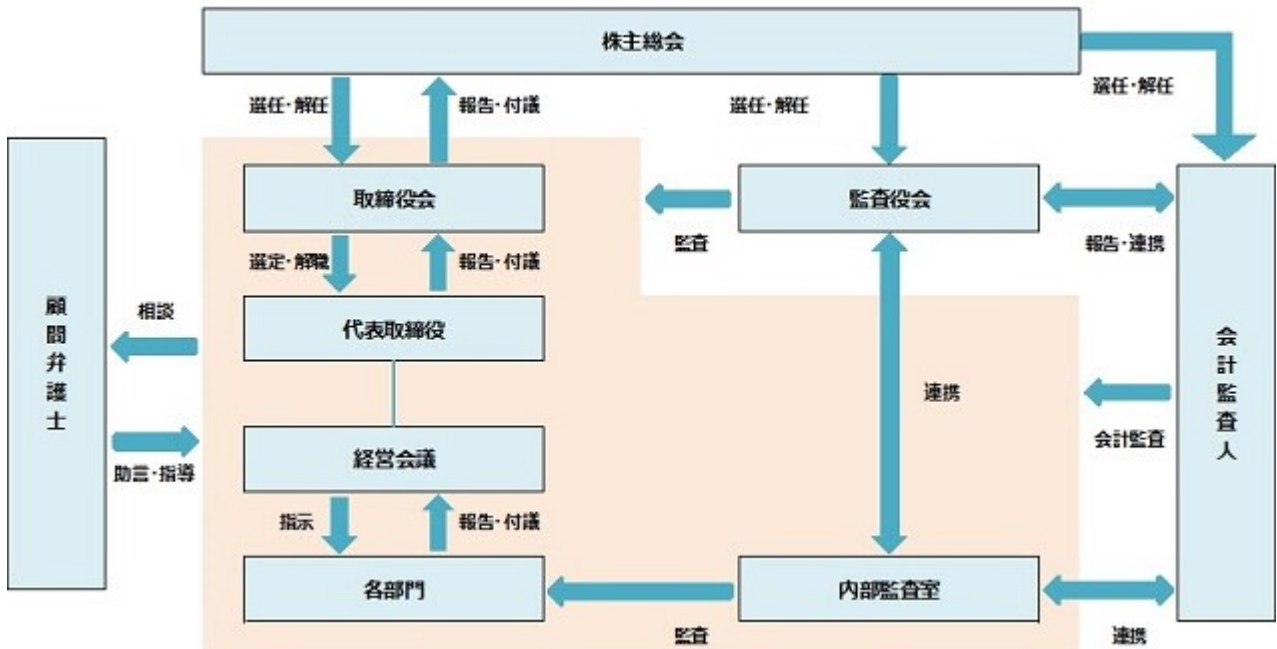 株主総会
選任・解任
報告・付議
選任・解任
選任・解任
取締役会
監査役会
監査
報告・連携
選定・解職
報告・付議
顧問弁護士
相談
代表取締役
会計監査人
連携
会計監査
助言・指導
経営会議
指示
報告・付議
各部門
内部監査室
監査
連携